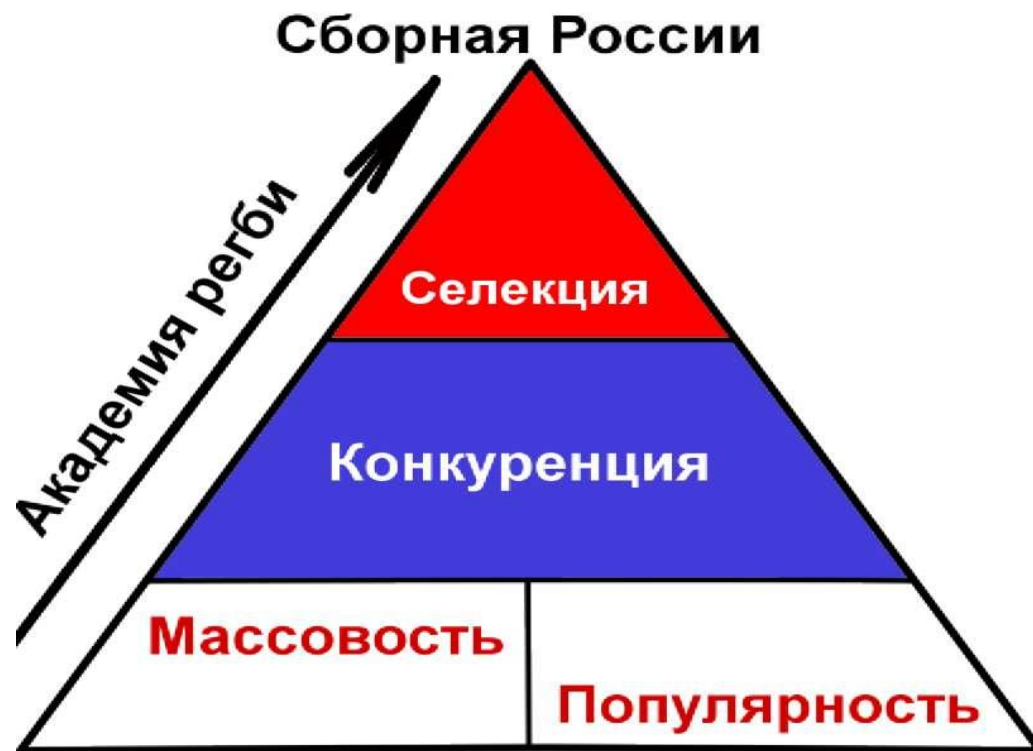 Сборная России
Академия регби
Селекция
Конкуренция
Массовость
Популярность